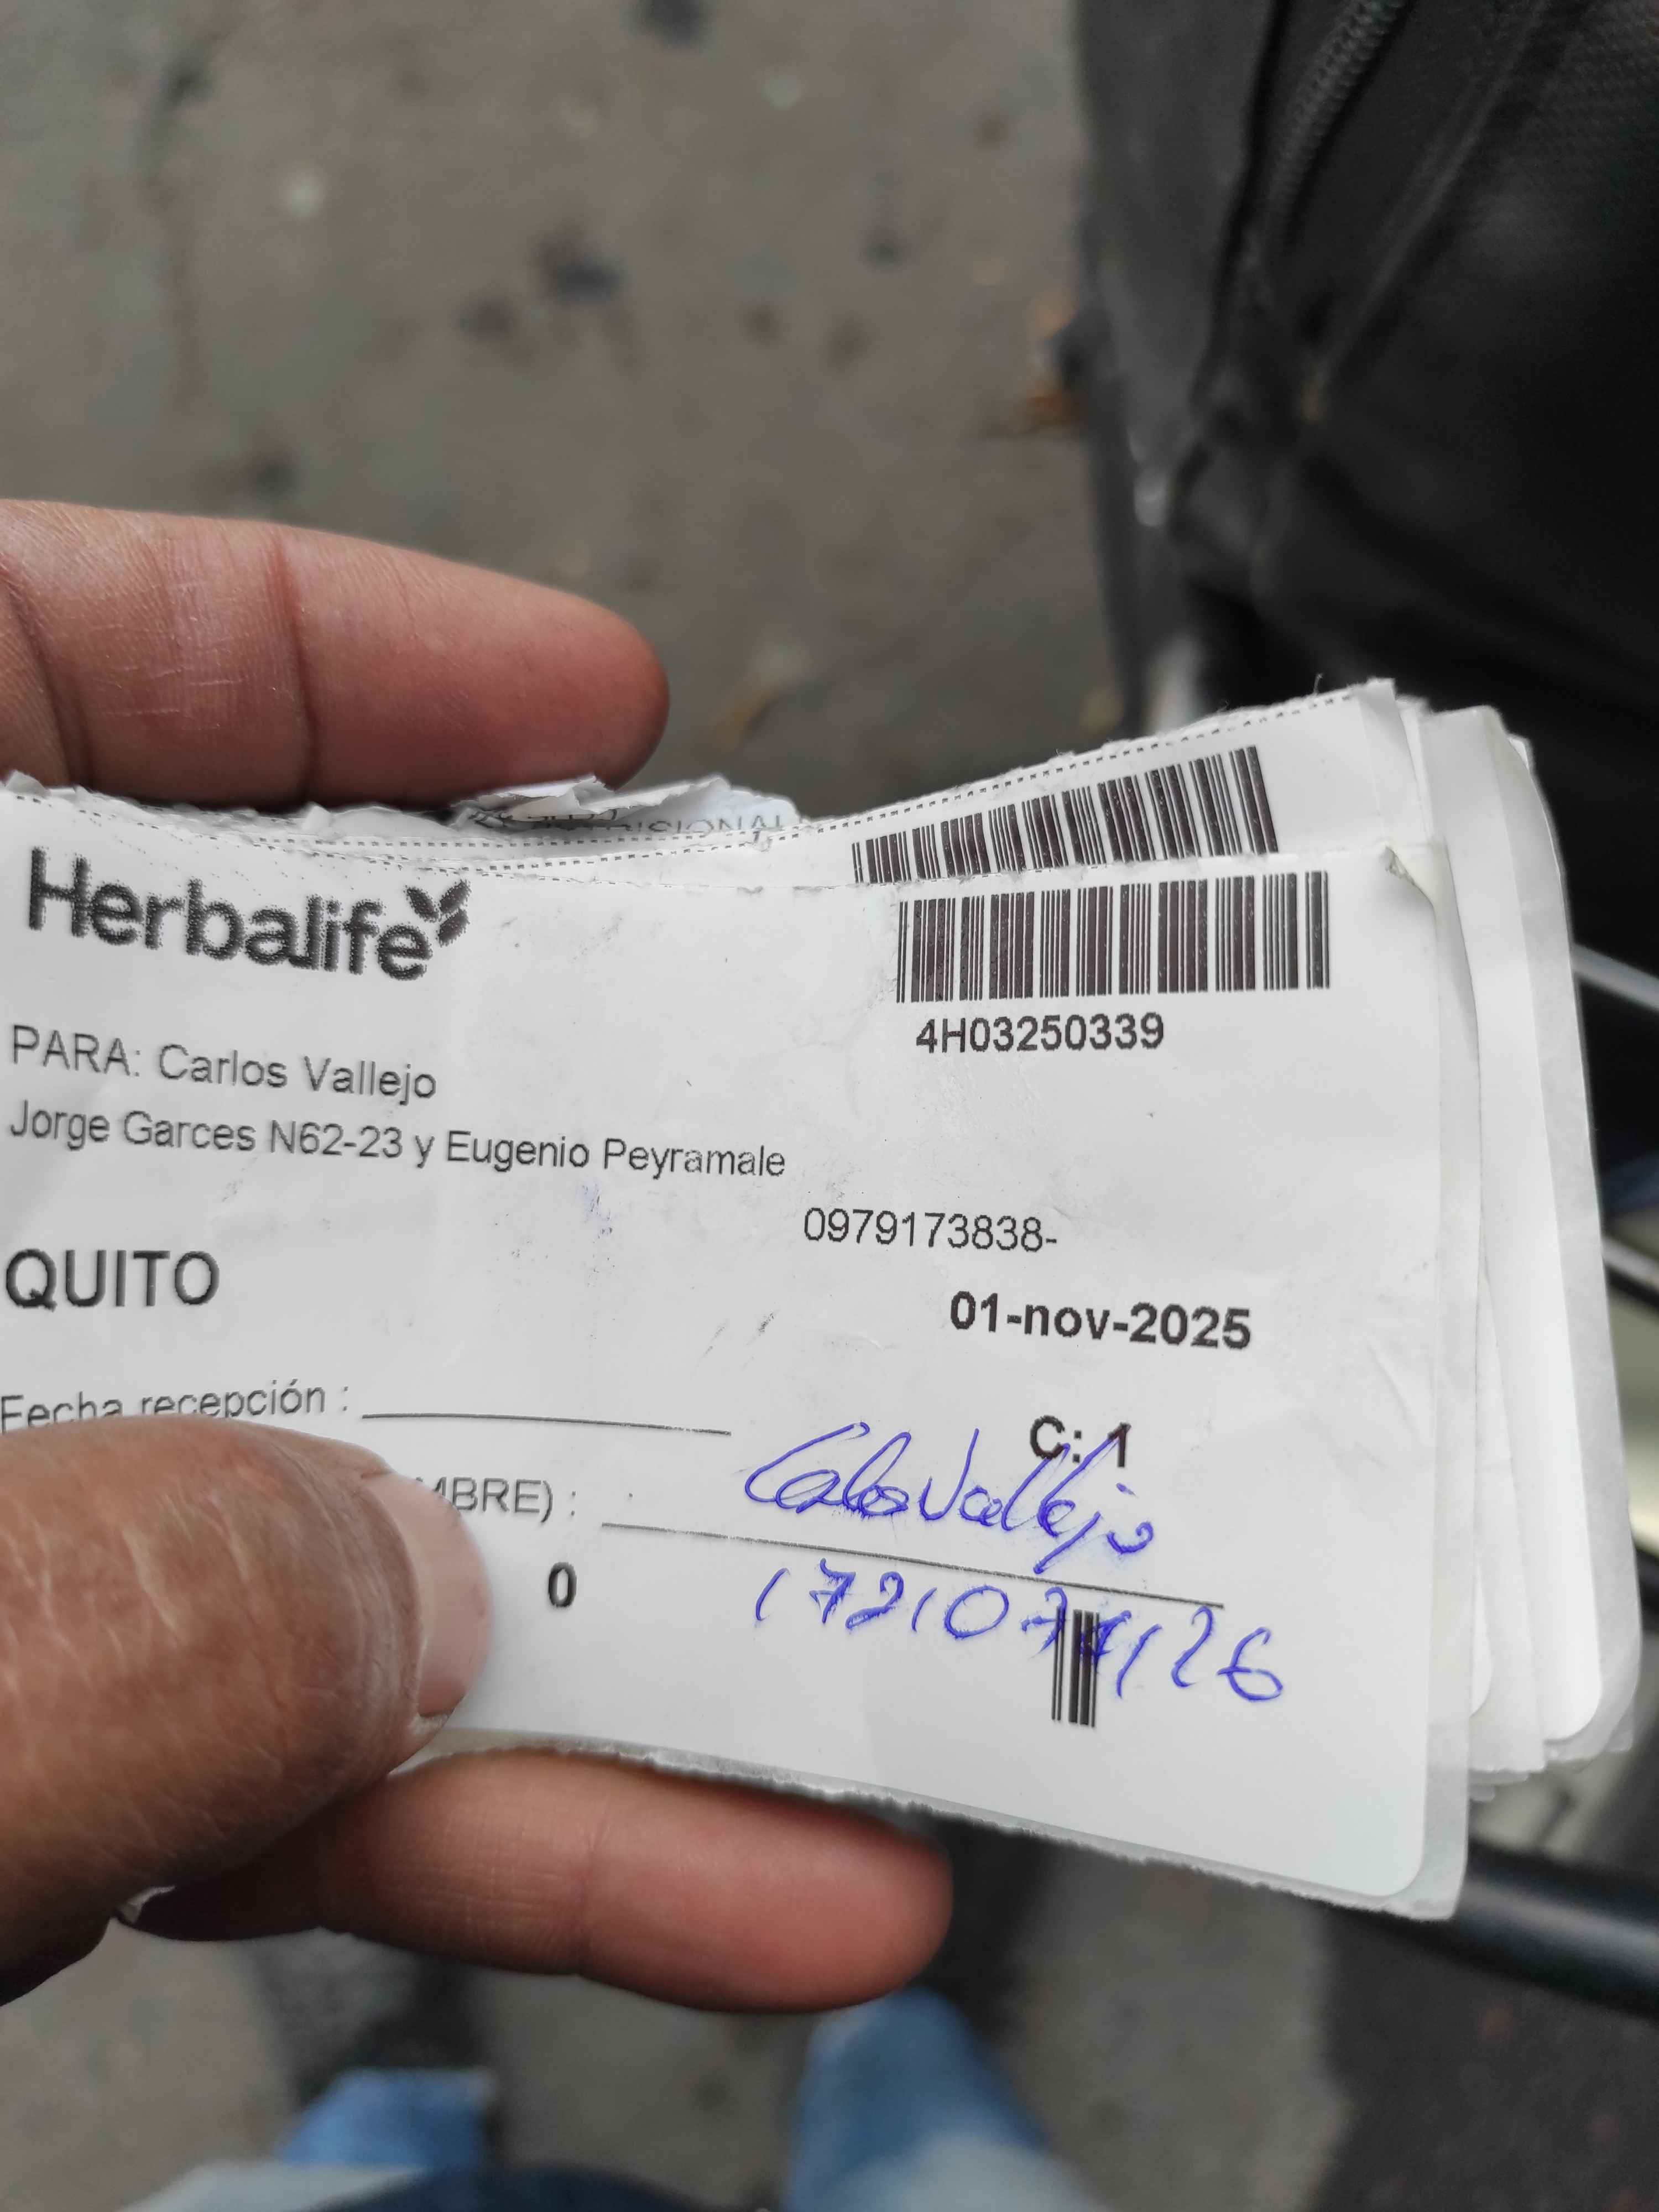 Herbalife
4H03250339
PARA: Carlos Vallejo
Jorge Garces N62-23 y Eugenio Peyramale
0979173838-
QUITO
01-nov-2025
Fecha recepción :
C: 1
MBRE) :
Carlos Vallejo
0